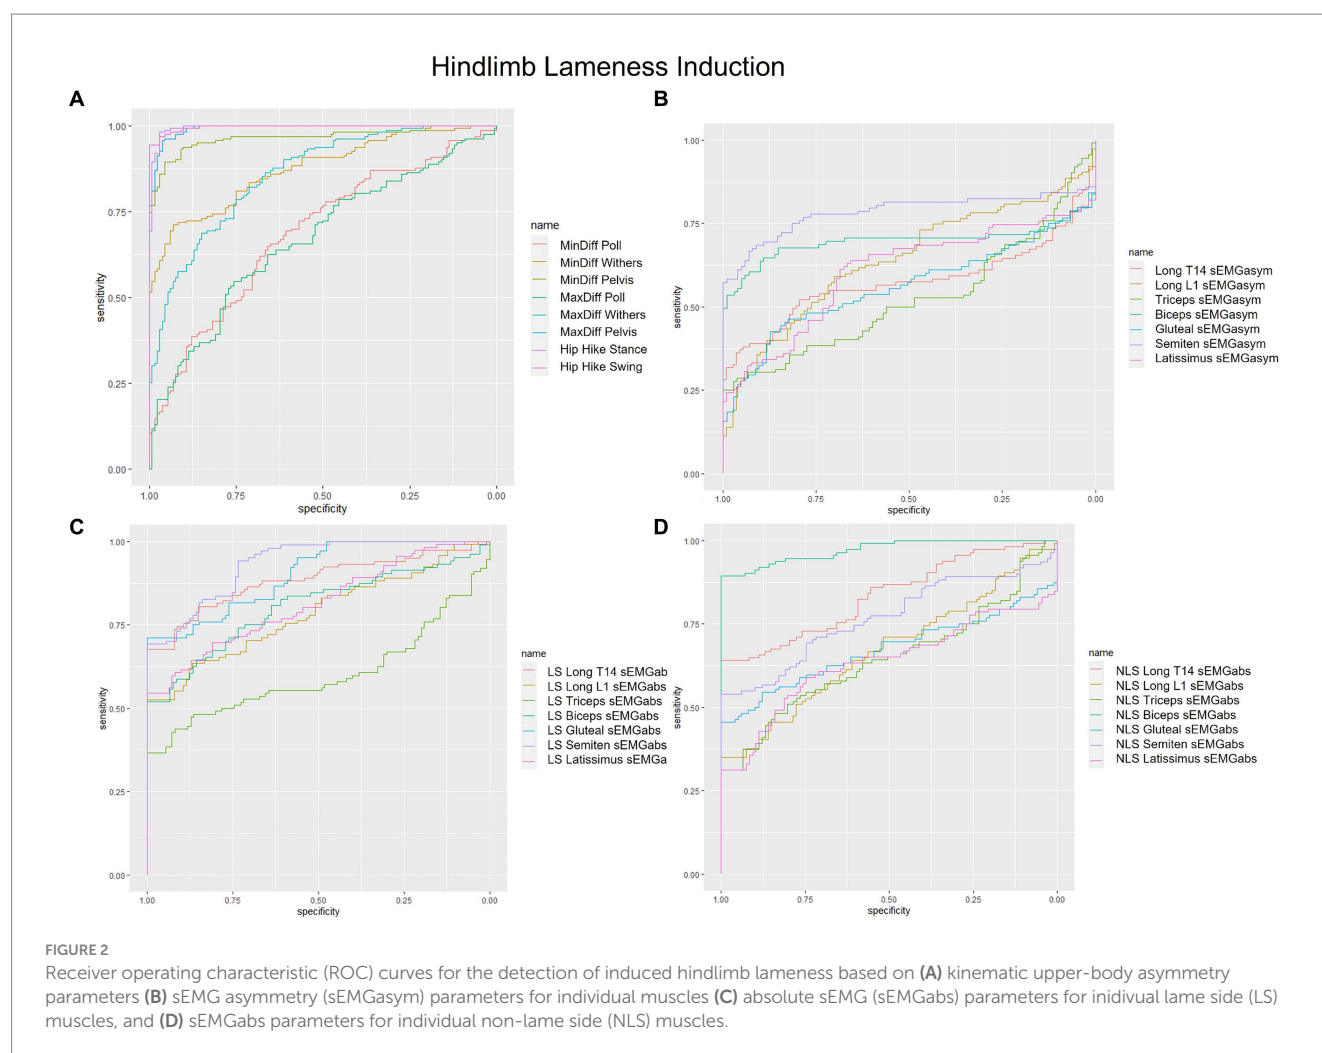 Hindlimb Lameness Induction
A
1.00
0.75
0.50
0.25
0.00
sensitivity
1.00 0.75 0.50 0.25 0.00
specificity
name
MinDiff Poll
MinDiff Withers
MinDiff Pelvis
MaxDiff Poll
MaxDiff Withers
MaxDiff Pelvis
Hip Hike Stance
Hip Hike Swing
B
1.00
0.75
0.50
0.25
0.00
sensitivity
1.00 0.75 0.50 0.25 0.00
specificity
name
Long T14 sEMGasym
Long L1 sEMGasym
Triceps sEMGasym
Biceps sEMGasym
Gluteal sEMGasym
Semiten sEMGasym
Latissimus sEMGasym
C
1.00
0.75
0.50
0.25
0.00
sensitivity
1.00 0.75 0.50 0.25 0.00
specificity
name
LS Long T14 sEMGab
LS Long L1 sEMGabs
LS Triceps sEMGabs
LS Biceps sEMGabs
LS Gluteal sEMGabs
LS Semiten sEMGabs
LS Latissimus sEMGa
D
1.00
0.75
0.50
0.25
0.00
sensitivity
1.00 0.75 0.50 0.25 0.00
specificity
name
NLS Long T14 sEMGabs
NLS Long L1 sEMGabs
NLS Triceps sEMGabs
NLS Biceps sEMGabs
NLS Gluteal sEMGabs
NLS Semiten sEMGabs
NLS Latissimus sEMGabs
FIGURE 2
Receiver operating characteristic (ROC) curves for the detection of induced hindlimb lameness based on (A) kinematic upper-body asymmetry
parameters (B) sEMG asymmetry (sEMGasym) parameters for individual muscles (C) absolute sEMG (sEMGabs) parameters for inidivual lame side (LS)
muscles, and (D) sEMGabs parameters for individual non-lame side (NLS) muscles.